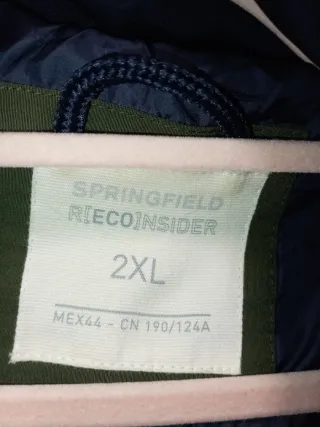 SPRINGFIELD
R[ECO]NSIDER
2XL
MEX44 - CN 190/124A